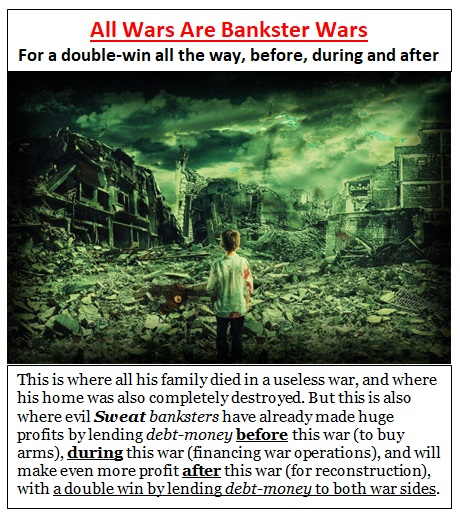 All Wars Are Bankster Wars
For a double-win all the way, before, during and after
This is where all his family died in a useless war, and where
his home was also completely destroyed. But this is also
where evil Sweat banksters have already made huge
profits by lending debt-money before this war (to buy
arms), during this war (financing war operations), and will
make even more profit after this war (for reconstruction),
with a double win by lending debt-money to both war sides.